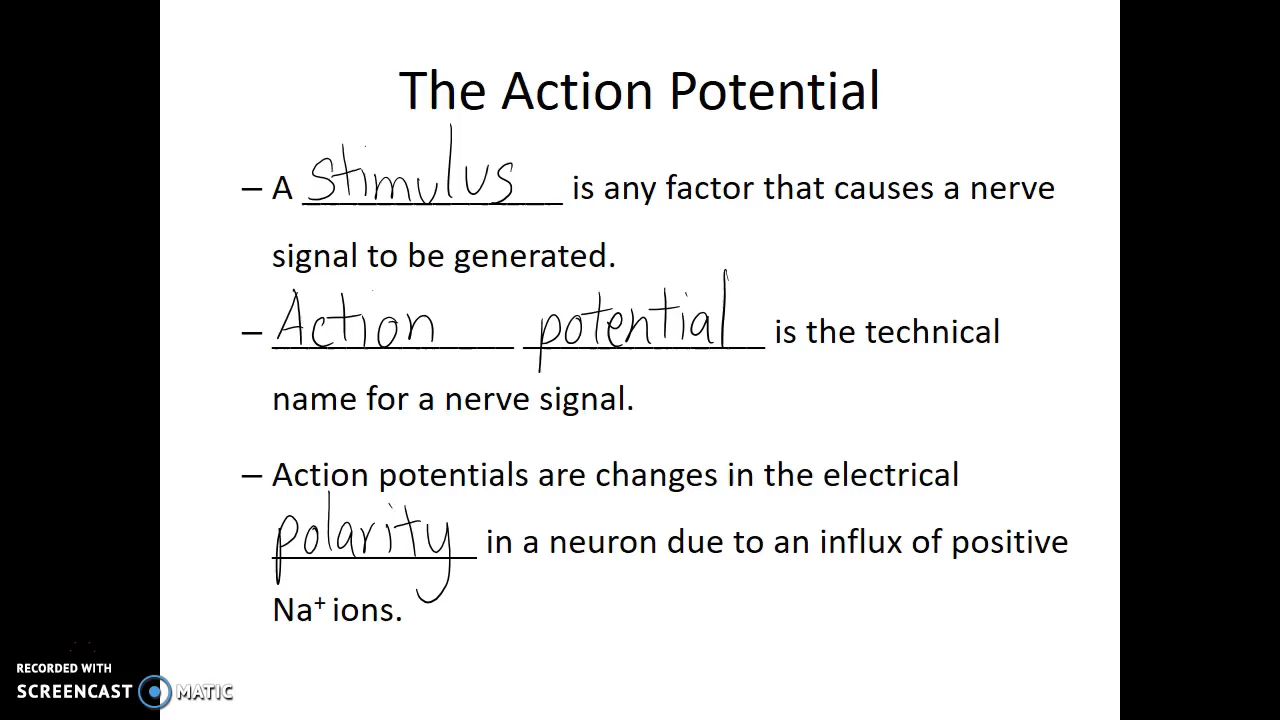 The Action Potential
– A stimulus is any factor that causes a nerve
signal to be generated.
– Action potential is the technical
name for a nerve signal.
– Action potentials are changes in the electrical
polarity in a neuron due to an influx of positive
Na⁺ ions.
RECORDED WITH
SCREENCAST MATIC